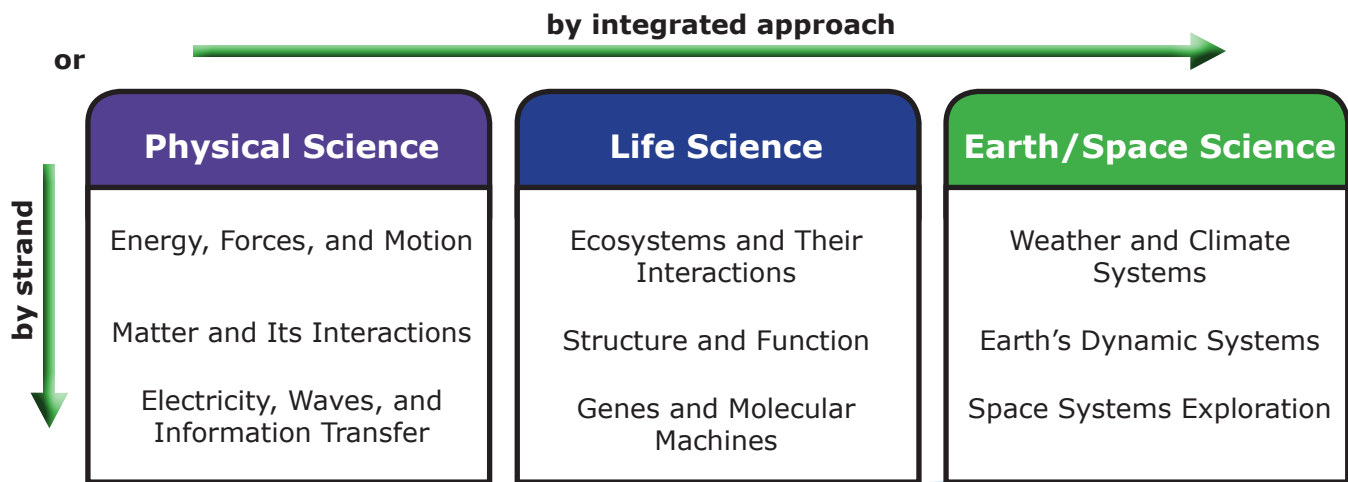 by integrated approach
or
by strand
Physical Science
Energy, Forces, and Motion
Matter and Its Interactions
Electricity, Waves, and
Information Transfer
Life Science
Ecosystems and Their
Interactions
Structure and Function
Genes and Molecular
Machines
Earth/Space Science
Weather and Climate
Systems
Earth’s Dynamic Systems
Space Systems Exploration